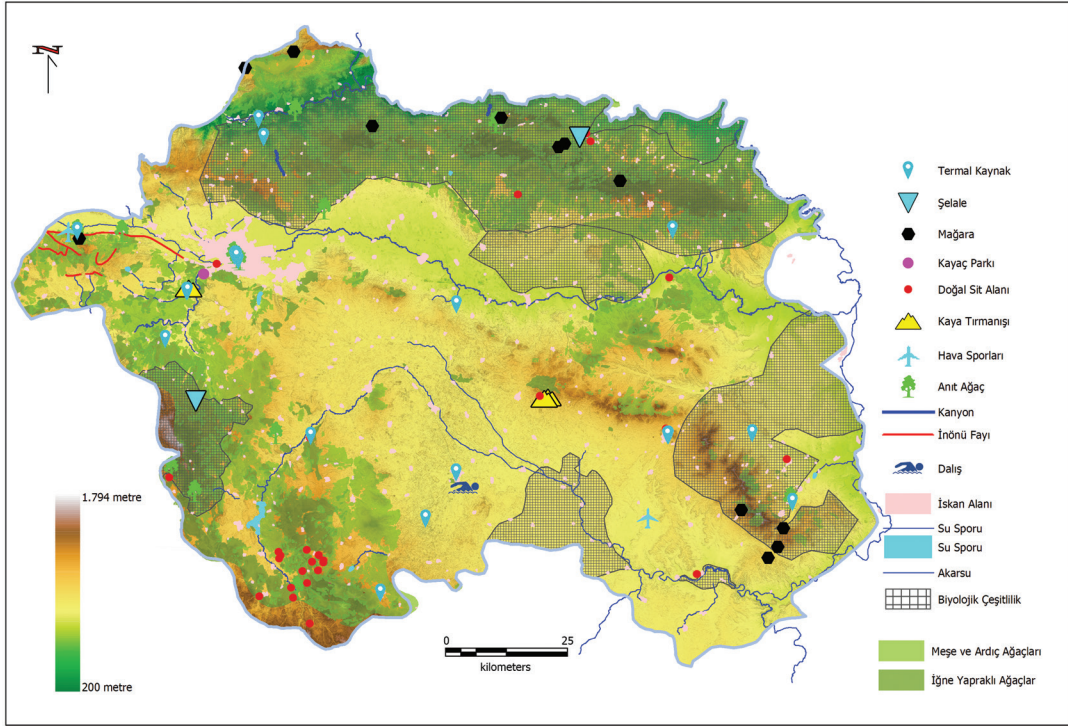 N
Termal Kaynak
Şelale
Mağara
Kayaç Parkı
Doğal Sit Alanı
Kaya Tırmanışı
Hava Sporları
Anıt Ağaç
Kanyon
İnönü Fayı
Dalış
İskan Alanı
Su Sporu
Su Sporu
Akarsu
Biyolojik Çeşitlilik
Meşe ve Ardıç Ağaçları
İğne Yapraklı Ağaçlar
1.794 metre
200 metre
0 25
kilometers